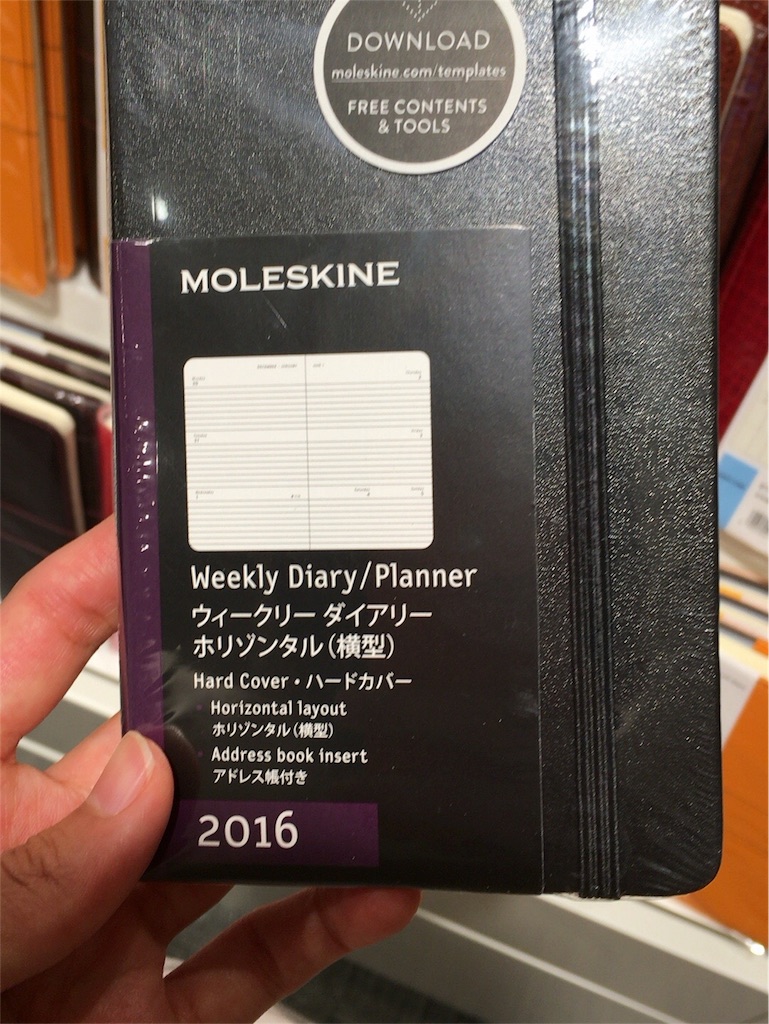 DOWNLOAD
moleskine.com/templates
FREE CONTENTS
& TOOLS
MOLESKINE
Weekly Diary/Planner
ウィークリー ダイアリー
ホリゾンタル(横型)
Hard Cover・ハードカバー
Horizontal layout
ホリゾンタル(横型)
Address book insert
アドレス帳付き
2016